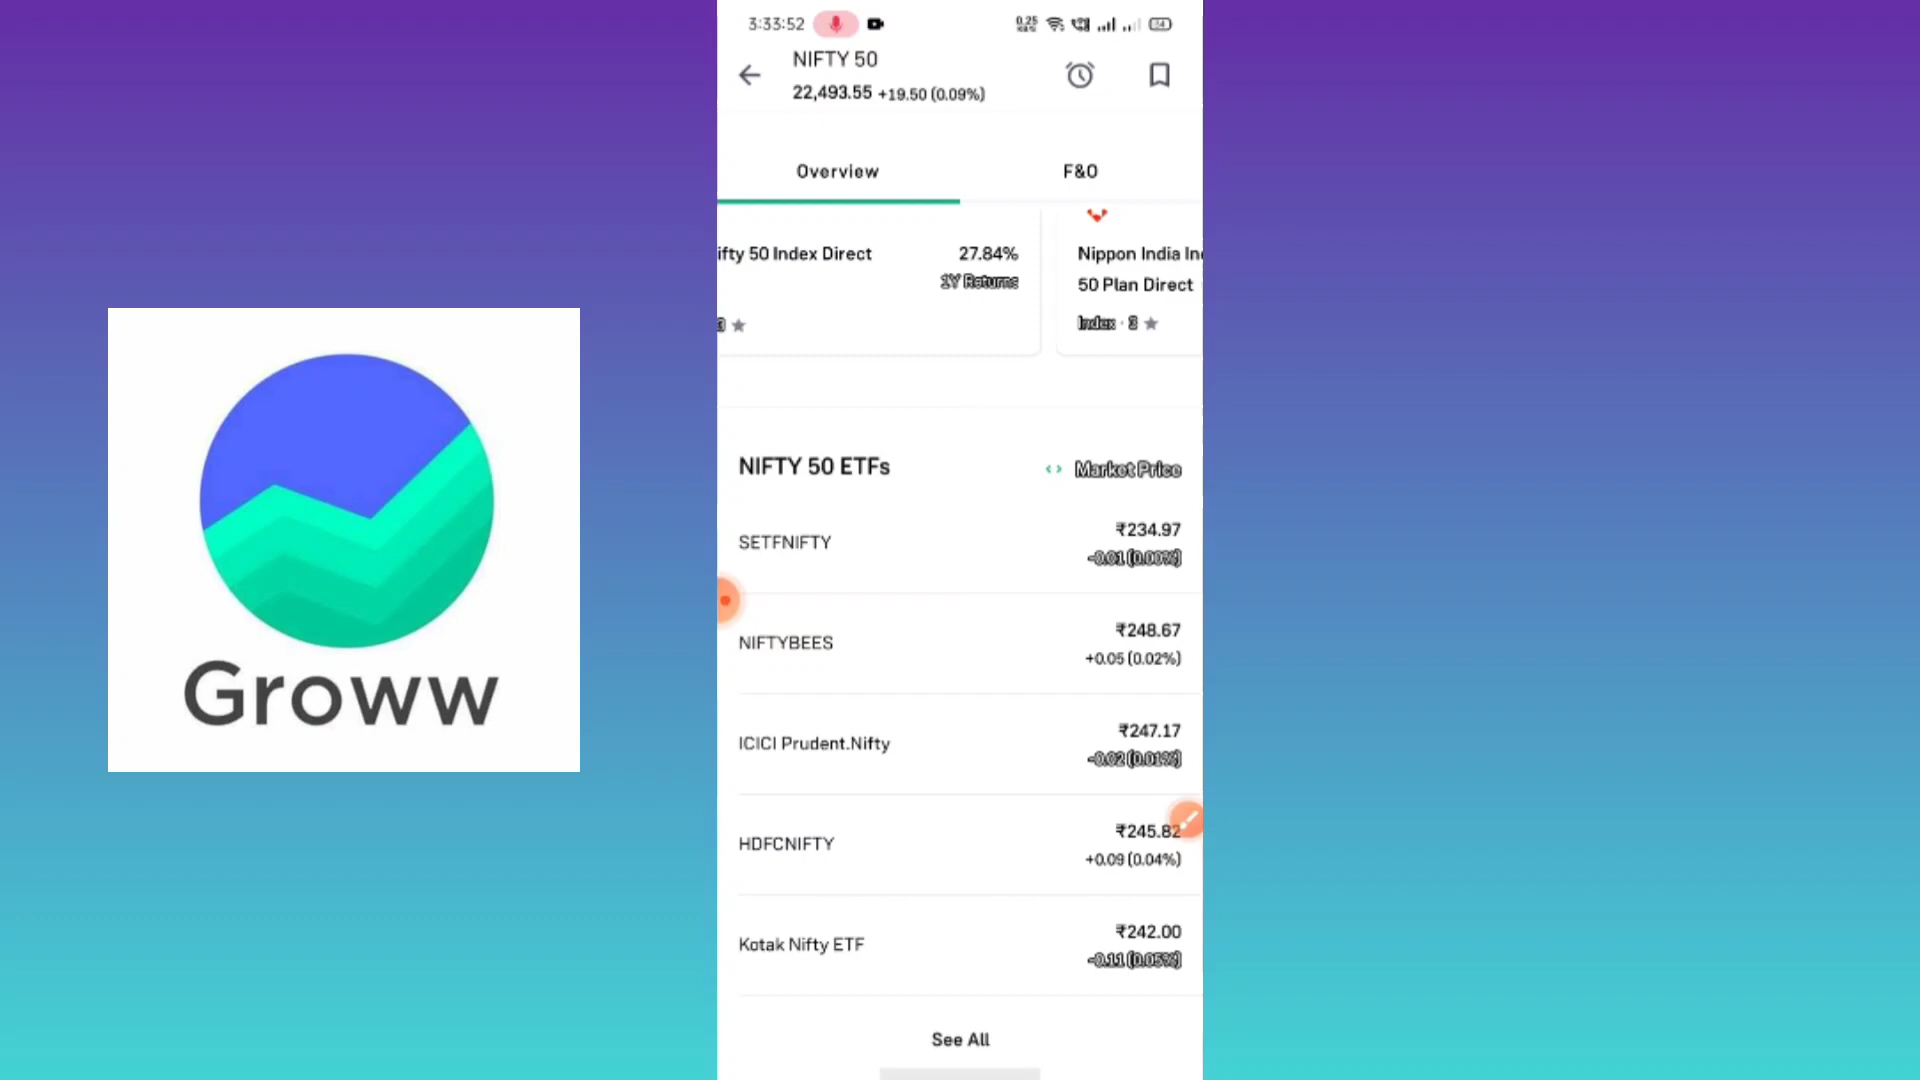 3:33:52
NIFTY 50
22,493.55 +19.50 (0.09%)
Overview
F&O
ifty 50 Index Direct
27.84%
1Y Returns
Nippon India In
50 Plan Direct
Index · 3
NIFTY 50 ETFs
Market Price
SETFNIFTY
₹234.97
-0.01 (0.00%)
NIFTYBEES
₹248.67
+0.05 (0.02%)
ICICI Prudent.Nifty
₹247.17
-0.02 (0.01%)
HDFCNIFTY
₹245.82
+0.09 (0.04%)
Kotak Nifty ETF
₹242.00
-0.11 (0.05%)
See All
Groww